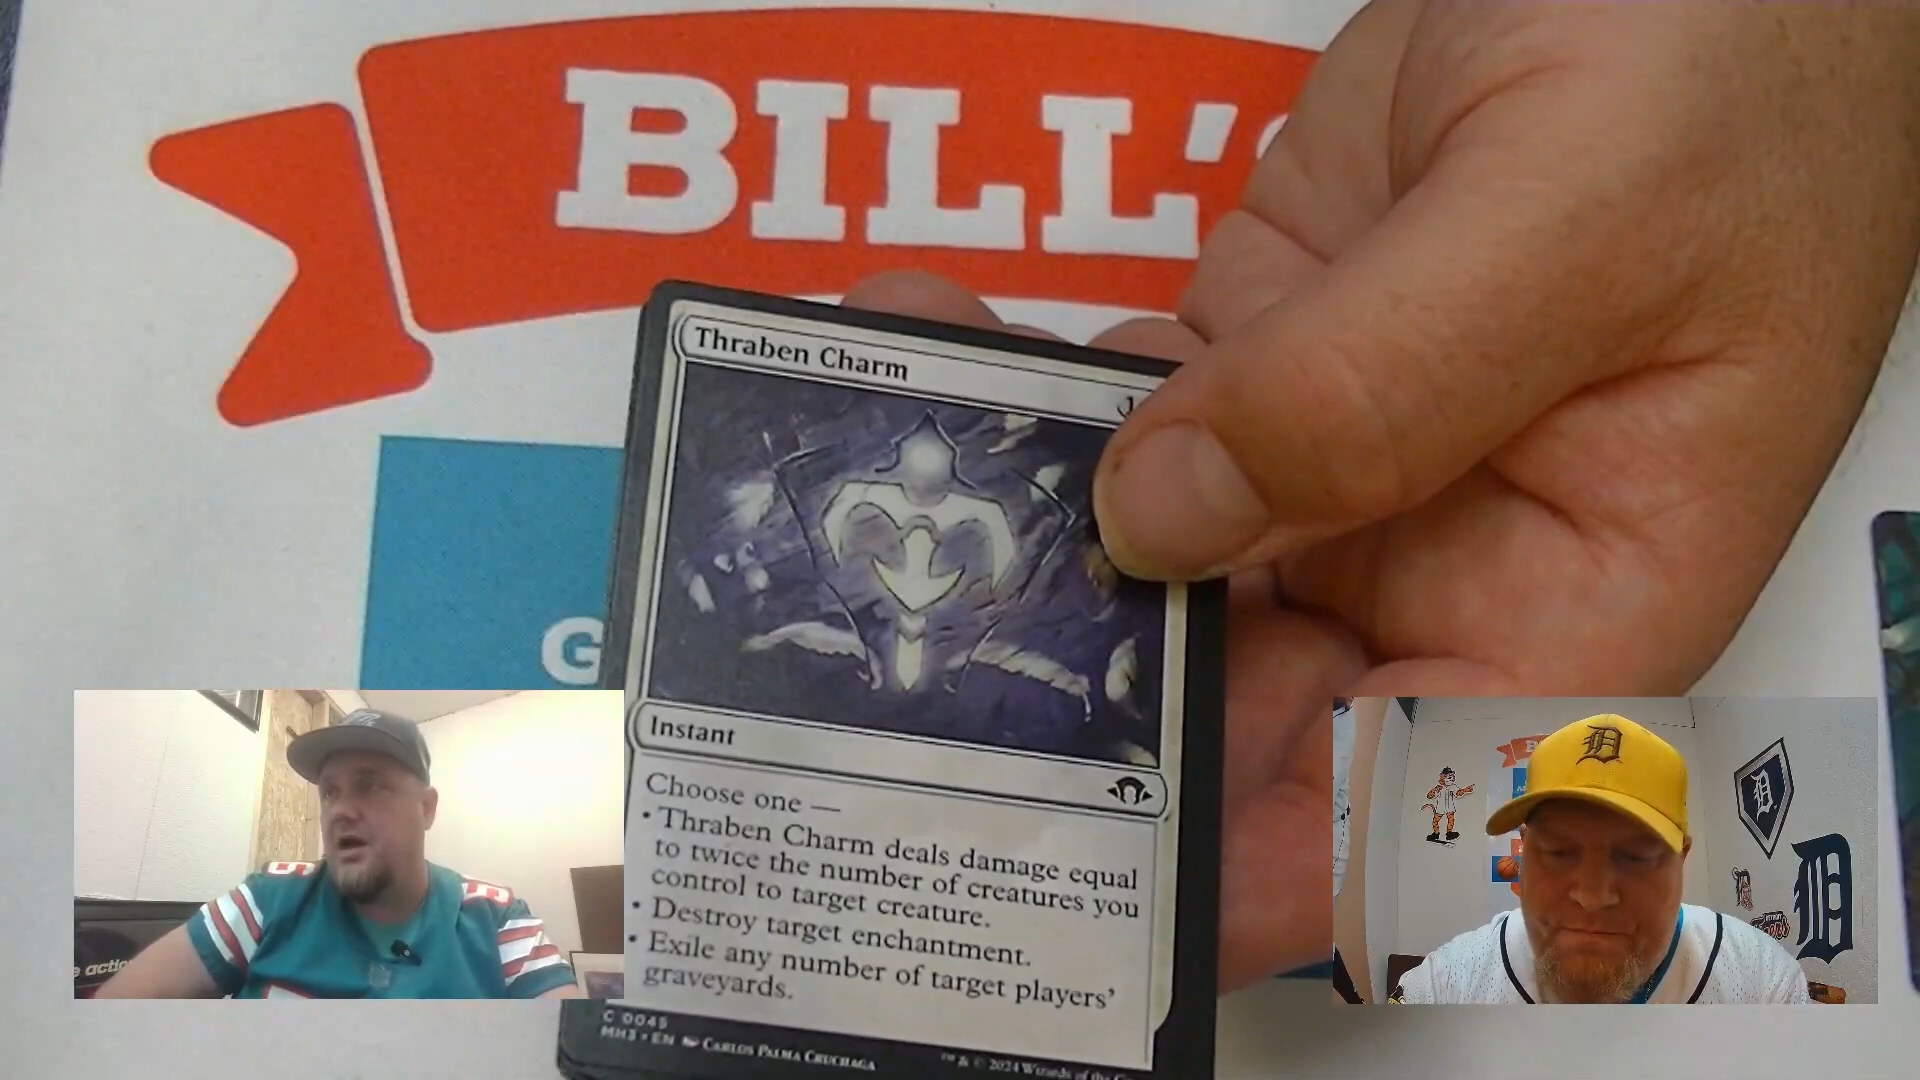 BILL'S
G
Thraben Charm
1
Instant
Choose one —
• Thraben Charm deals damage equal
to twice the number of creatures you
control to target creature.
• Destroy target enchantment.
• Exile any number of target players'
graveyards.
C 0045
MH3 • EN CARLOS PALMA CRUCHAGA
™ & © 2024 Wizards of the
D
D
D